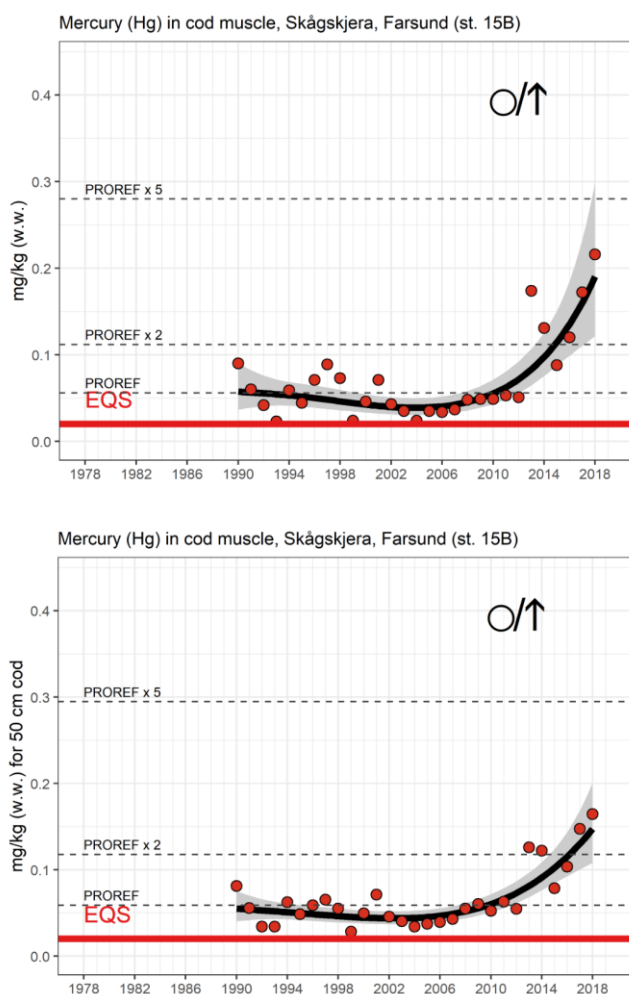 Mercury (Hg) in cod muscle, Skågskjera, Farsund (st. 15B)
mg/kg (w.w.)
0.4
0.3
0.2
0.1
0.0
○/↑
PROREF x 5
PROREF x 2
PROREF
EQS
1978 1982 1986 1990 1994 1998 2002 2006 2010 2014 2018
Mercury (Hg) in cod muscle, Skågskjera, Farsund (st. 15B)
mg/kg (w.w.) for 50 cm cod
0.4
0.3
0.2
0.1
0.0
○/↑
PROREF x 5
PROREF x 2
PROREF
EQS
1978 1982 1986 1990 1994 1998 2002 2006 2010 2014 2018